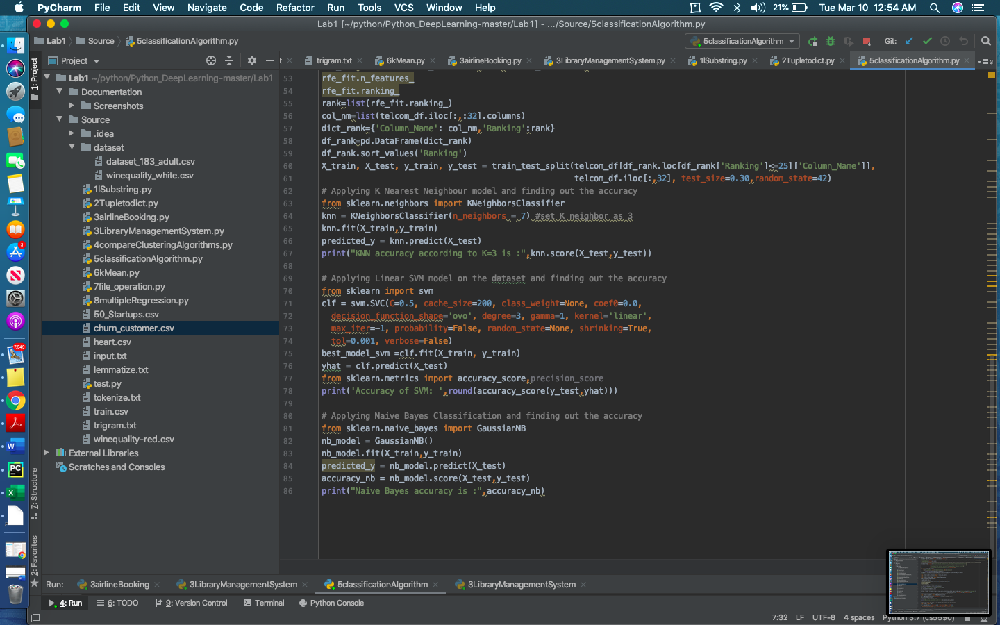 PyCharm File Edit View Navigate Code Refactor Run Tools VCS Window Help 21% Tue Mar 10 12:54 AM
Lab1 [~/python/Python_DeepLearning-master/Lab1] - .../Source/5classificationAlgorithm.py
Lab1 Source 5classificationAlgorithm.py 5classificationAlgorithm Git:
Project
t trigram.txt 6kMean.py 3airlineBooking.py 3LibraryManagementSystem.py 1lSubstring.py 2Tupletodict.py 5classificationAlgorithm.py 3
1: Project
Z: Structure
2: Favorites
Lab1 ~/python/Python_DeepLearning-master/Lab1
Documentation
Screenshots
Source
.idea
dataset
dataset_183_adult.csv
winequality_white.csv
1lSubstring.py
2Tupletodict.py
3airlineBooking.py
3LibraryManagementSystem.py
4compareClusteringAlgorithms.py
5classificationAlgorithm.py
6kMean.py
7file_operation.py
8multipleRegression.py
50_Startups.csv
churn_customer.csv
heart.csv
input.txt
lemmatize.txt
test.py
tokenize.txt
train.csv
trigram.txt
winequality-red.csv
External Libraries
Scratches and Consoles
3
7,549
53 rfe_fit.n_features_
54 rfe_fit.ranking_
55 rank=list(rfe_fit.ranking_)
56 col_nm=list(telcom_df.iloc[:,:32].columns)
57 dict_rank={'Column_Name': col_nm,'Ranking':rank}
58 df_rank=pd.DataFrame(dict_rank)
59 df_rank.sort_values('Ranking')
60 X_train, X_test, y_train, y_test = train_test_split(telcom_df[df_rank.loc[df_rank['Ranking']<=25]['Column_Name']],
61 telcom_df.iloc[:,32], test_size=0.30,random_state=42)
62 # Applying K Nearest Neighbour model and finding out the accuracy
63 from sklearn.neighbors import KNeighborsClassifier
64 knn = KNeighborsClassifier(n_neighbors = 7) #set K neighbor as 3
65 knn.fit(X_train,y_train)
66 predicted_y = knn.predict(X_test)
67 print("KNN accuracy according to K=3 is :",knn.score(X_test,y_test))
68
69 # Applying Linear SVM model on the dataset and finding out the accuracy
70 from sklearn import svm
71 clf = svm.SVC(C=0.5, cache_size=200, class_weight=None, coef0=0.0,
72 decision_function_shape='ovo', degree=3, gamma=1, kernel='linear',
73 max_iter=-1, probability=False, random_state=None, shrinking=True,
74 tol=0.001, verbose=False)
75 best_model_svm =clf.fit(X_train, y_train)
76 yhat = clf.predict(X_test)
77 from sklearn.metrics import accuracy_score,precision_score
78 print('Accuracy of SVM: ',round(accuracy_score(y_test,yhat)))
79
80 # Applying Naive Bayes Classification and finding out the accuracy
81 from sklearn.naive_bayes import GaussianNB
82 nb_model = GaussianNB()
83 nb_model.fit(X_train,y_train)
84 predicted_y = nb_model.predict(X_test)
85 accuracy_nb = nb_model.score(X_test,y_test)
86 print("Naive Bayes accuracy is :",accuracy_nb)
Run: 3airlineBooking 3LibraryManagementSystem 5classificationAlgorithm 3LibraryManagementSystem
4: Run 6: TODO 9: Version Control Terminal Python Console
7:32 LF UTF-8 4 spaces Python 3.7 (cs5590)